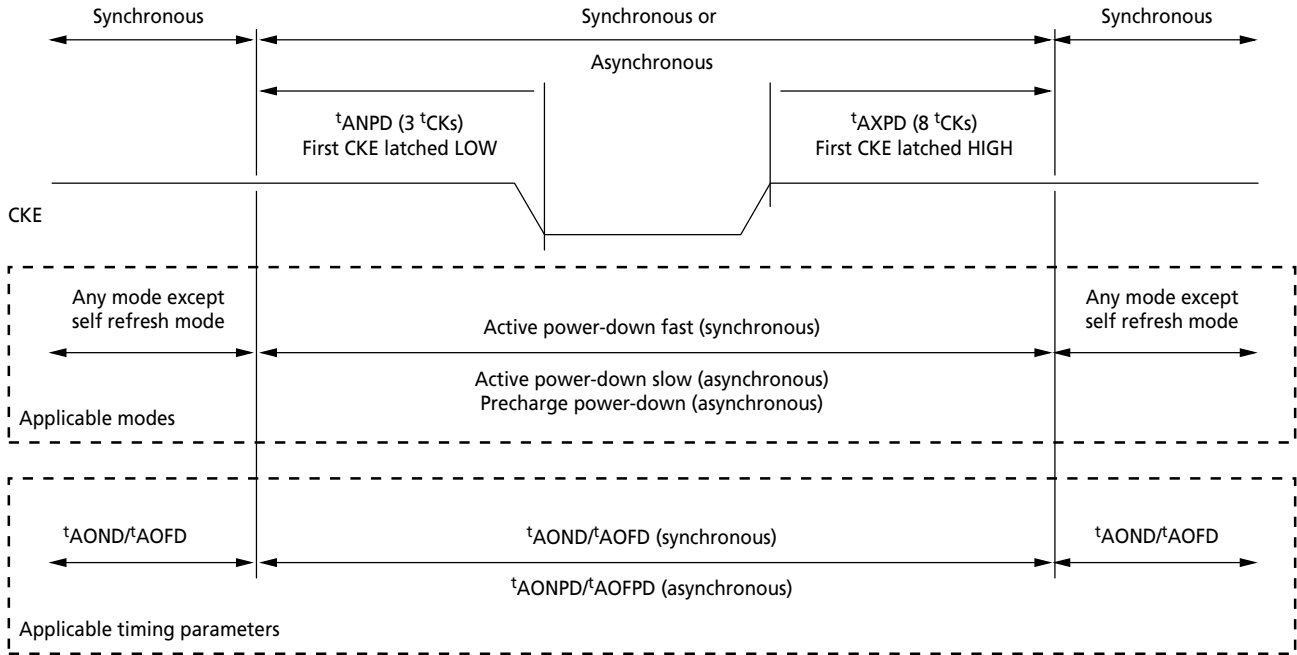 Synchronous
Synchronous or
Synchronous
Asynchronous
tANPD (3 tCKs)
First CKE latched LOW
tAXPD (8 tCKs)
First CKE latched HIGH
CKE
Any mode except
self refresh mode
Active power-down fast (synchronous)
Any mode except
self refresh mode
Active power-down slow (asynchronous)
Precharge power-down (asynchronous)
Applicable modes
tAOND/tAOFD
tAOND/tAOFD (synchronous)
tAOND/tAOFD
tAONPD/tAOFPD (asynchronous)
Applicable timing parameters